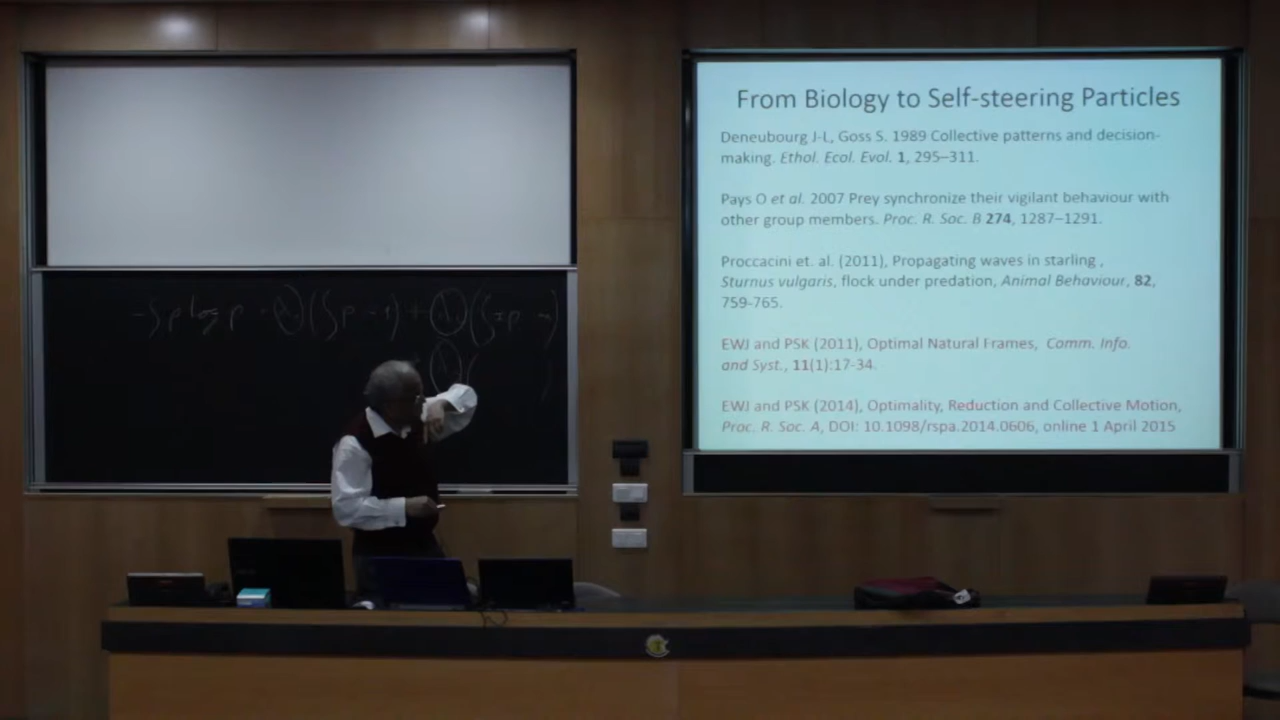 From Biology to Self-steering Particles
Deneubourg J-L, Goss S. 1989 Collective patterns and decision-
making. Ethol. Ecol. Evol. 1, 295–311.
Pays O et al. 2007 Prey synchronize their vigilant behaviour with
other group members. Proc. R. Soc. B 274, 1287–1291.
Proccacini et. al. (2011), Propagating waves in starling ,
Sturnus vulgaris, flock under predation, Animal Behaviour, 82,
759-765.
EWJ and PSK (2011), Optimal Natural Frames, Comm. Info.
and Syst., 11(1):17-34.
EWJ and PSK (2014), Optimality, Reduction and Collective Motion,
Proc. R. Soc. A, DOI: 10.1098/rspa.2014.0606, online 1 April 2015